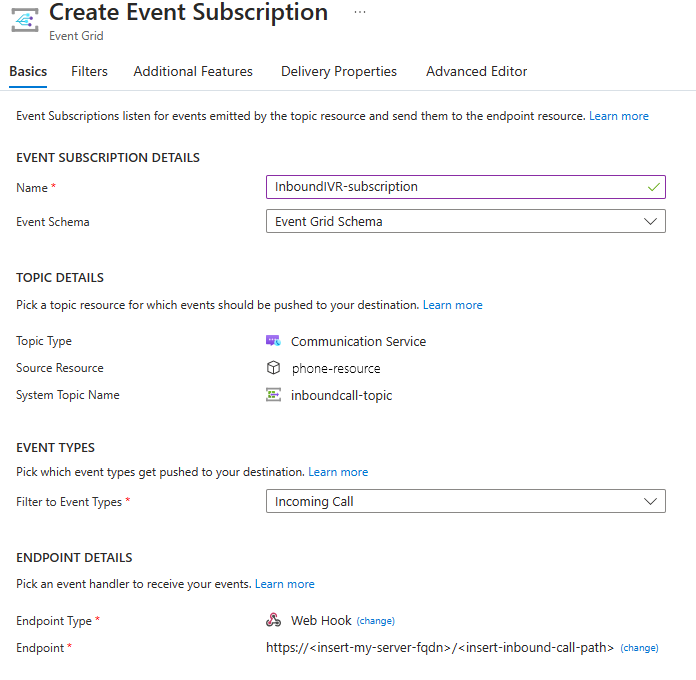 Create Event Subscription ...
Event Grid
Basics Filters Additional Features Delivery Properties Advanced Editor
Event Subscriptions listen for events emitted by the topic resource and send them to the endpoint resource. Learn more
EVENT SUBSCRIPTION DETAILS
Name * InboundIVR-subscription
Event Schema Event Grid Schema
TOPIC DETAILS
Pick a topic resource for which events should be pushed to your destination. Learn more
Topic Type Communication Service
Source Resource phone-resource
System Topic Name inboundcall-topic
EVENT TYPES
Pick which event types get pushed to your destination. Learn more
Filter to Event Types * Incoming Call
ENDPOINT DETAILS
Pick an event handler to receive your events. Learn more
Endpoint Type * Web Hook (change)
Endpoint * https://<insert-my-server-fqdn>/<insert-inbound-call-path> (change)